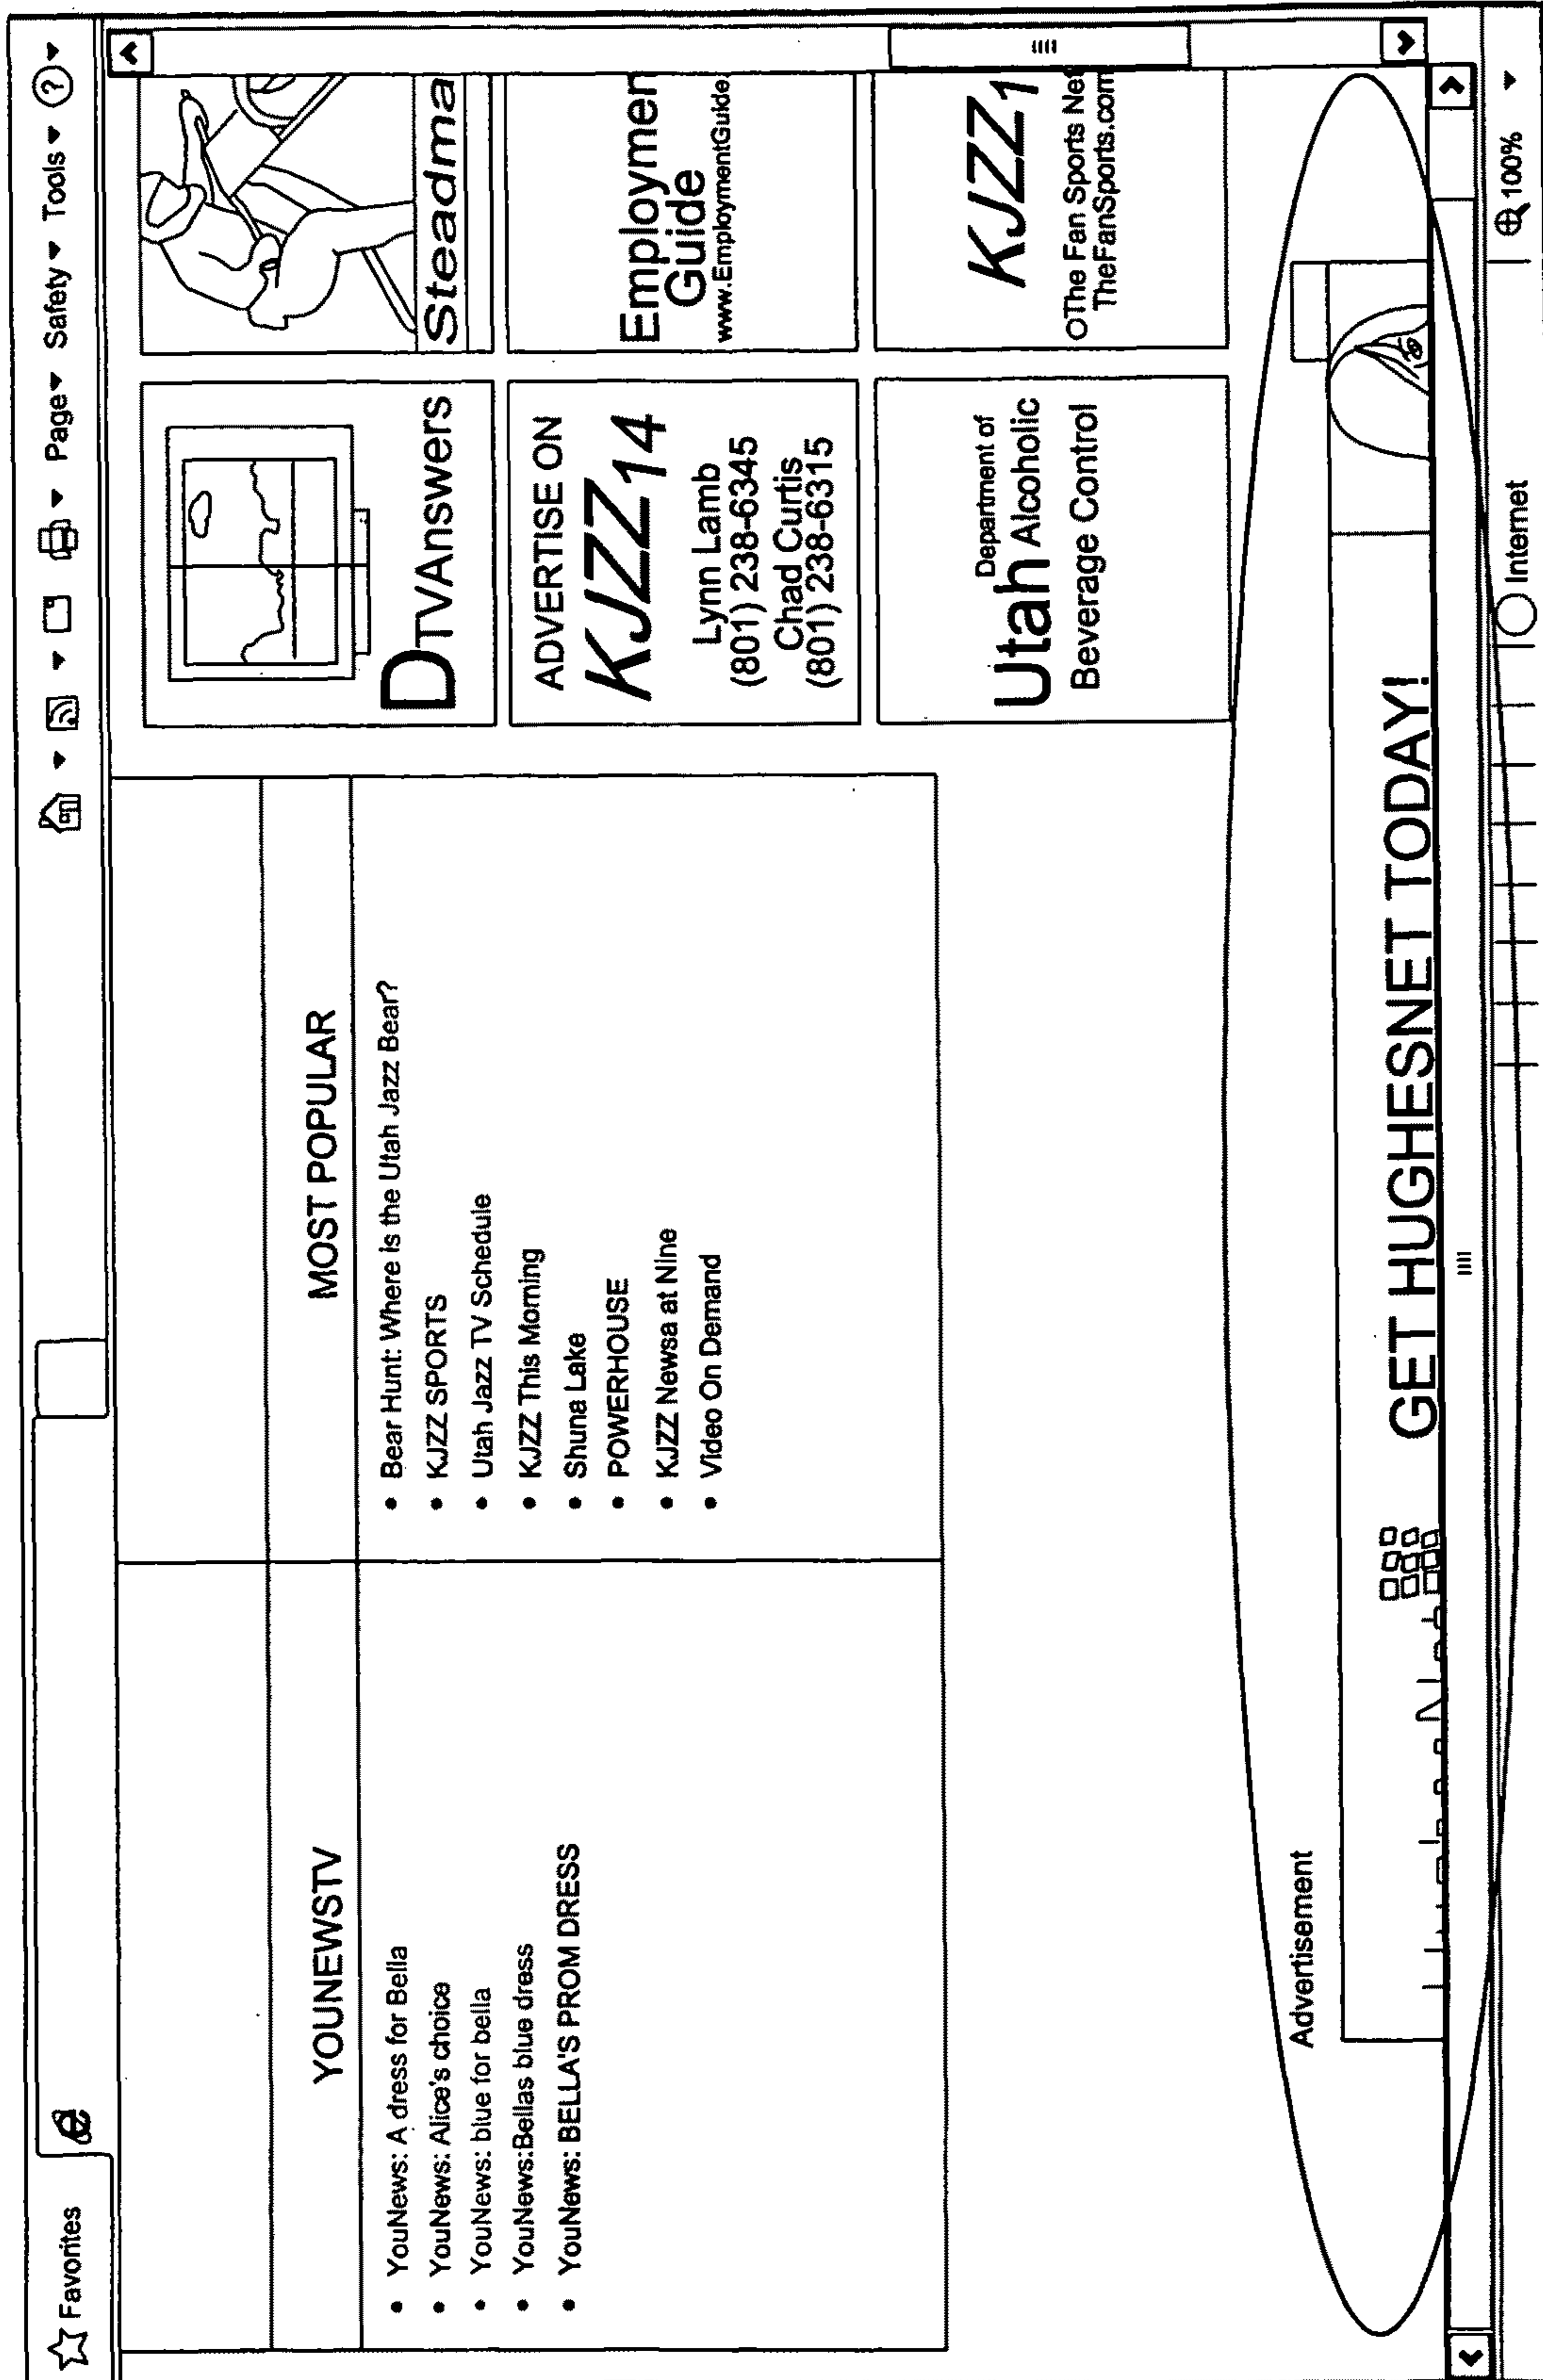 Favorites
Page
Safety
Tools
YOUNEWSTV
• YouNews: A dress for Bella
• YouNews: Alice's choice
• YouNews: blue for bella
• YouNews:Bellas blue dress
• YouNews: BELLA'S PROM DRESS
MOST POPULAR
• Bear Hunt: Where is the Utah Jazz Bear?
• KJZZ SPORTS
• Utah Jazz TV Schedule
• KJZZ This Morning
• Shuna Lake
• POWERHOUSE
• KJZZ Newsa at Nine
• Video On Demand
DTVAnswers
Steadma
ADVERTISE ON
KJZZ14
Lynn Lamb
(801) 238-6345
Chad Curtis
(801) 238-6315
Employmen
Guide
www.EmploymentGuide.
Department of
Utah Alcoholic
Beverage Control
KJZZ1
The Fan Sports Net
TheFanSports.com
Advertisement
GET HUGHESNET TODAY!
Internet
100%